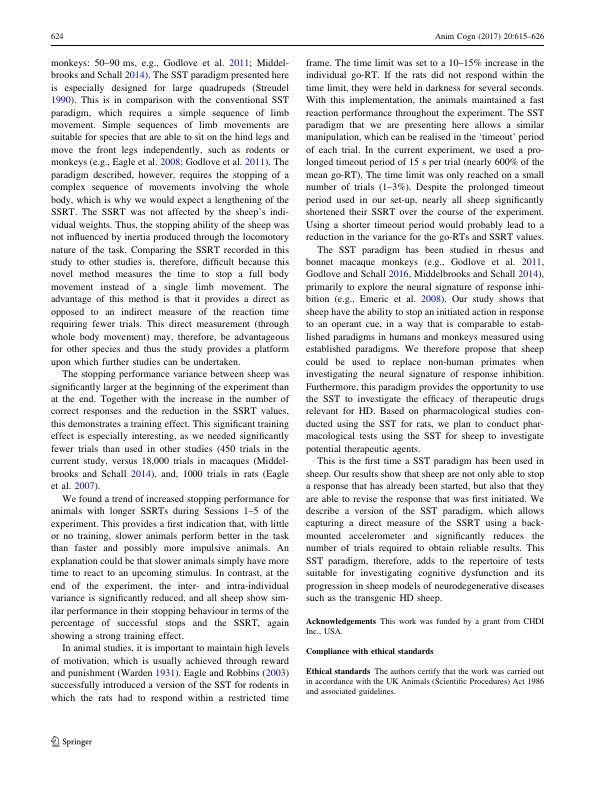 624
Anim Cogn (2017) 20:615–626
monkeys: 50–90 ms, e.g., Godlove et al. 2011; Middel-
brooks and Schall 2014). The SST paradigm presented here
is especially designed for large quadrupeds (Streudel
1990). This is in comparison with the conventional SST
paradigm, which requires a simple sequence of limb
movement. Simple sequences of limb movements are
suitable for species that are able to sit on the hind legs and
move the front legs independently, such as rodents or
monkeys (e.g., Eagle et al. 2008; Godlove et al. 2011). The
paradigm described, however, requires the stopping of a
complex sequence of movements involving the whole
body, which is why we would expect a lengthening of the
SSRT. The SSRT was not affected by the sheep's indi-
vidual weights. Thus, the stopping ability of the sheep was
not influenced by inertia produced through the locomotory
nature of the task. Comparing the SSRT recorded in this
study to other studies is, therefore, difficult because this
novel method measures the time to stop a full body
movement instead of a single limb movement. The
advantage of this method is that it provides a direct as
opposed to an indirect measure of the reaction time
requiring fewer trials. This direct measurement (through
whole body movement) may, therefore, be advantageous
for other species and thus the study provides a platform
upon which further studies can be undertaken.
The stopping performance variance between sheep was
significantly larger at the beginning of the experiment than
at the end. Together with the increase in the number of
correct responses and the reduction in the SSRT values,
this demonstrates a training effect. This significant training
effect is especially interesting, as we needed significantly
fewer trials than used in other studies (450 trials in the
current study, versus 18,000 trials in macaques (Middel-
brooks and Schall 2014), and, 1000 trials in rats (Eagle
et al. 2007).
We found a trend of increased stopping performance for
animals with longer SSRTs during Sessions 1–5 of the
experiment. This provides a first indication that, with little
or no training, slower animals perform better in the task
than faster and possibly more impulsive animals. An
explanation could be that slower animals simply have more
time to react to an upcoming stimulus. In contrast, at the
end of the experiment, the inter- and intra-individual
variance is significantly reduced, and all sheep show sim-
ilar performance in their stopping behaviour in terms of the
percentage of successful stops and the SSRT, again
showing a strong training effect.
In animal studies, it is important to maintain high levels
of motivation, which is usually achieved through reward
and punishment (Warden 1931). Eagle and Robbins (2003)
successfully introduced a version of the SST for rodents in
which the rats had to respond within a restricted time
frame. The time limit was set to a 10–15% increase in the
individual go-RT. If the rats did not respond within the
time limit, they were held in darkness for several seconds.
With this implementation, the animals maintained a fast
reaction performance throughout the experiment. The SST
paradigm that we are presenting here allows a similar
manipulation, which can be realised in the 'timeout' period
of each trial. In the current experiment, we used a pro-
longed timeout period of 15 s per trial (nearly 600% of the
mean go-RT). The time limit was only reached on a small
number of trials (1–3%). Despite the prolonged timeout
period used in our set-up, nearly all sheep significantly
shortened their SSRT over the course of the experiment.
Using a shorter timeout period would probably lead to a
reduction in the variance for the go-RTs and SSRT values.
The SST paradigm has been studied in rhesus and
bonnet macaque monkeys (e.g., Godlove et al. 2011,
Godlove and Schall 2016, Middelbrooks and Schall 2014),
primarily to explore the neural signature of response inhi-
bition (e.g., Emeric et al. 2008). Our study shows that
sheep have the ability to stop an initiated action in response
to an operant cue, in a way that is comparable to estab-
lished paradigms in humans and monkeys measured using
established paradigms. We therefore propose that sheep
could be used to replace non-human primates when
investigating the neural signature of response inhibition.
Furthermore, this paradigm provides the opportunity to use
the SST to investigate the efficacy of therapeutic drugs
relevant for HD. Based on pharmacological studies con-
ducted using the SST for rats, we plan to conduct phar-
macological tests using the SST for sheep to investigate
potential therapeutic agents.
This is the first time a SST paradigm has been used in
sheep. Our results show that sheep are not only able to stop
a response that has already been started, but also that they
are able to revise the response that was first initiated. We
describe a version of the SST paradigm, which allows
capturing a direct measure of the SSRT using a back-
mounted accelerometer and significantly reduces the
number of trials required to obtain reliable results. This
SST paradigm, therefore, adds to the repertoire of tests
suitable for investigating cognitive dysfunction and its
progression in sheep models of neurodegenerative diseases
such as the transgenic HD sheep.
Acknowledgements This work was funded by a grant from CHDI
Inc., USA.
Compliance with ethical standards
Ethical standards The authors certify that the work was carried out
in accordance with the UK Animals (Scientific Procedures) Act 1986
and associated guidelines.
Springer